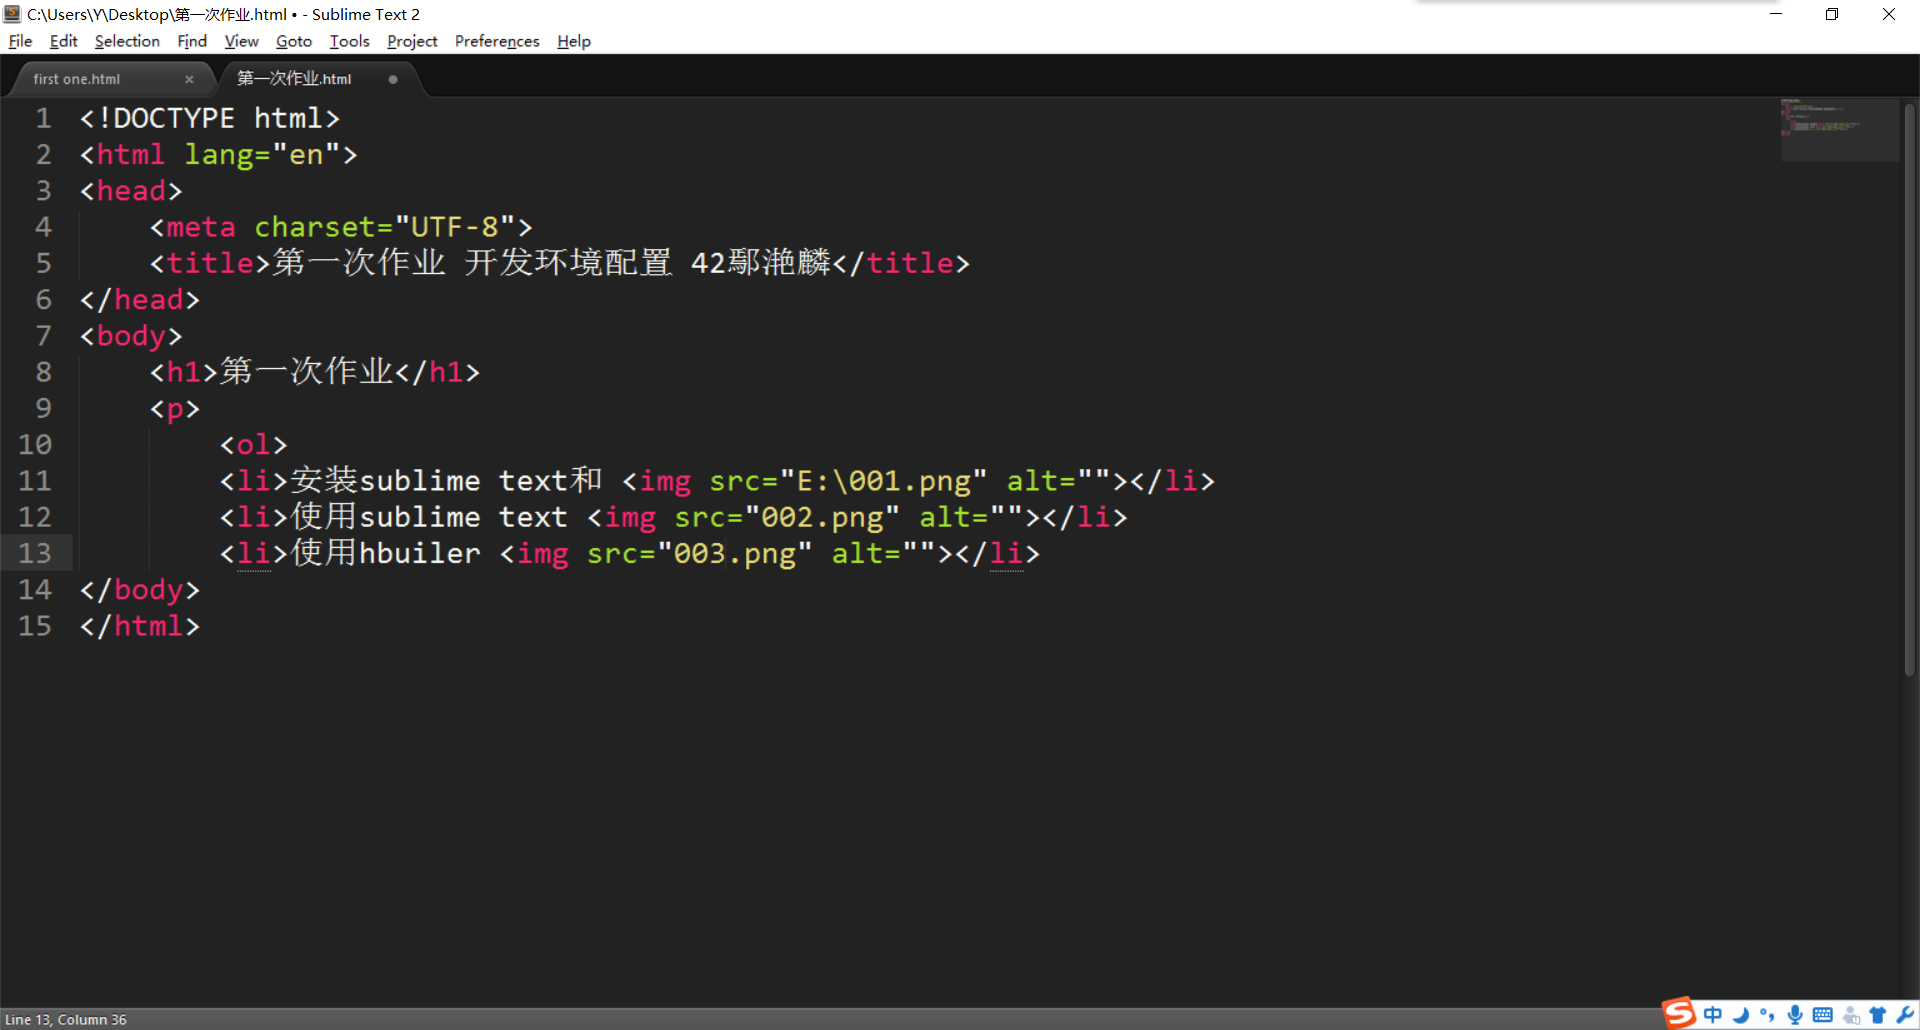 C:\Users\Y\Desktop\第一次作业.html • - Sublime Text 2
File Edit Selection Find View Goto Tools Project Preferences Help
first one.html × 第一次作业.html
1 <!DOCTYPE html>
2 <html lang="en">
3 <head>
4 <meta charset="UTF-8">
5 <title>第一次作业 开发环境配置 42鄢滟麟</title>
6 </head>
7 <body>
8 <h1>第一次作业</h1>
9 <p>
10 <ol>
11 <li>安装sublime text和 <img src="E:\001.png" alt=""></li>
12 <li>使用sublime text <img src="002.png" alt=""></li>
13 <li>使用hbuiler <img src="003.png" alt=""></li>
14 </body>
15 </html>
Line 13, Column 36
S 中